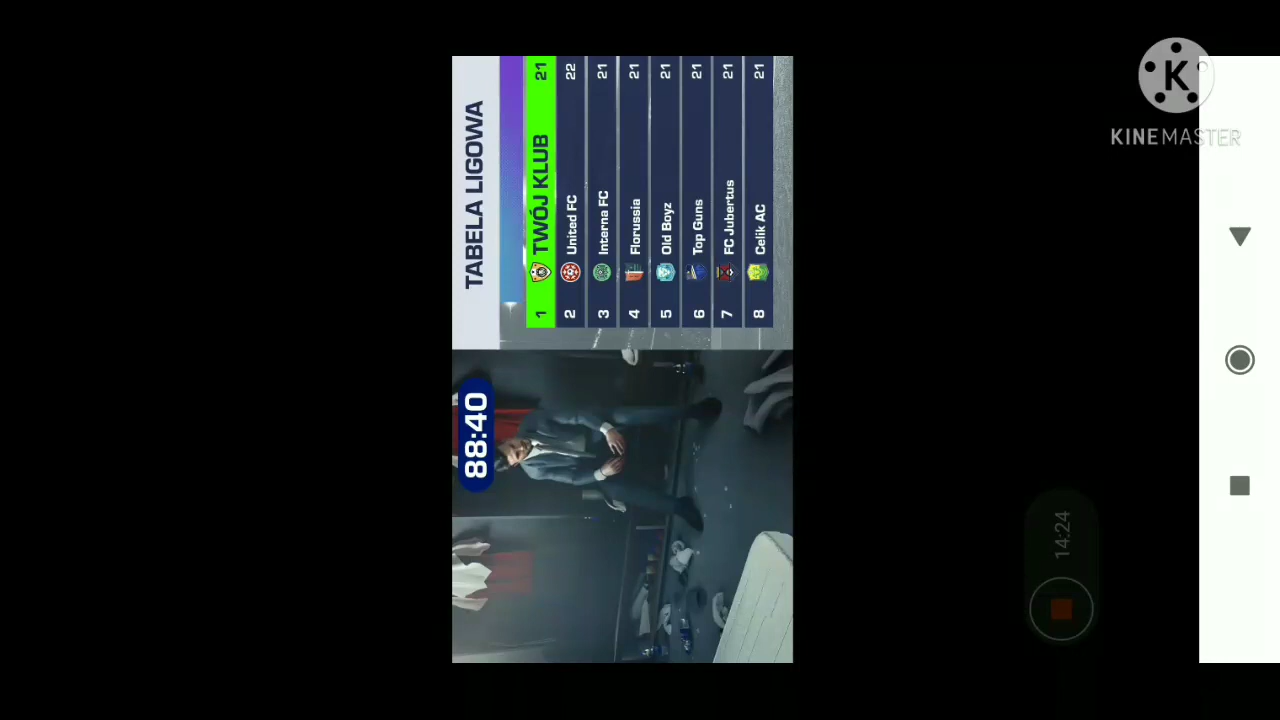 TABELA LIGOWA
1 TWÓJ KLUB 21
2 United FC 22
3 Interna FC 21
4 Florussia 21
5 Old Boyz 21
6 Top Guns 21
7 FC Jubertus 21
8 Celik AC 21
88:40
K
KINEMASTER
14:24